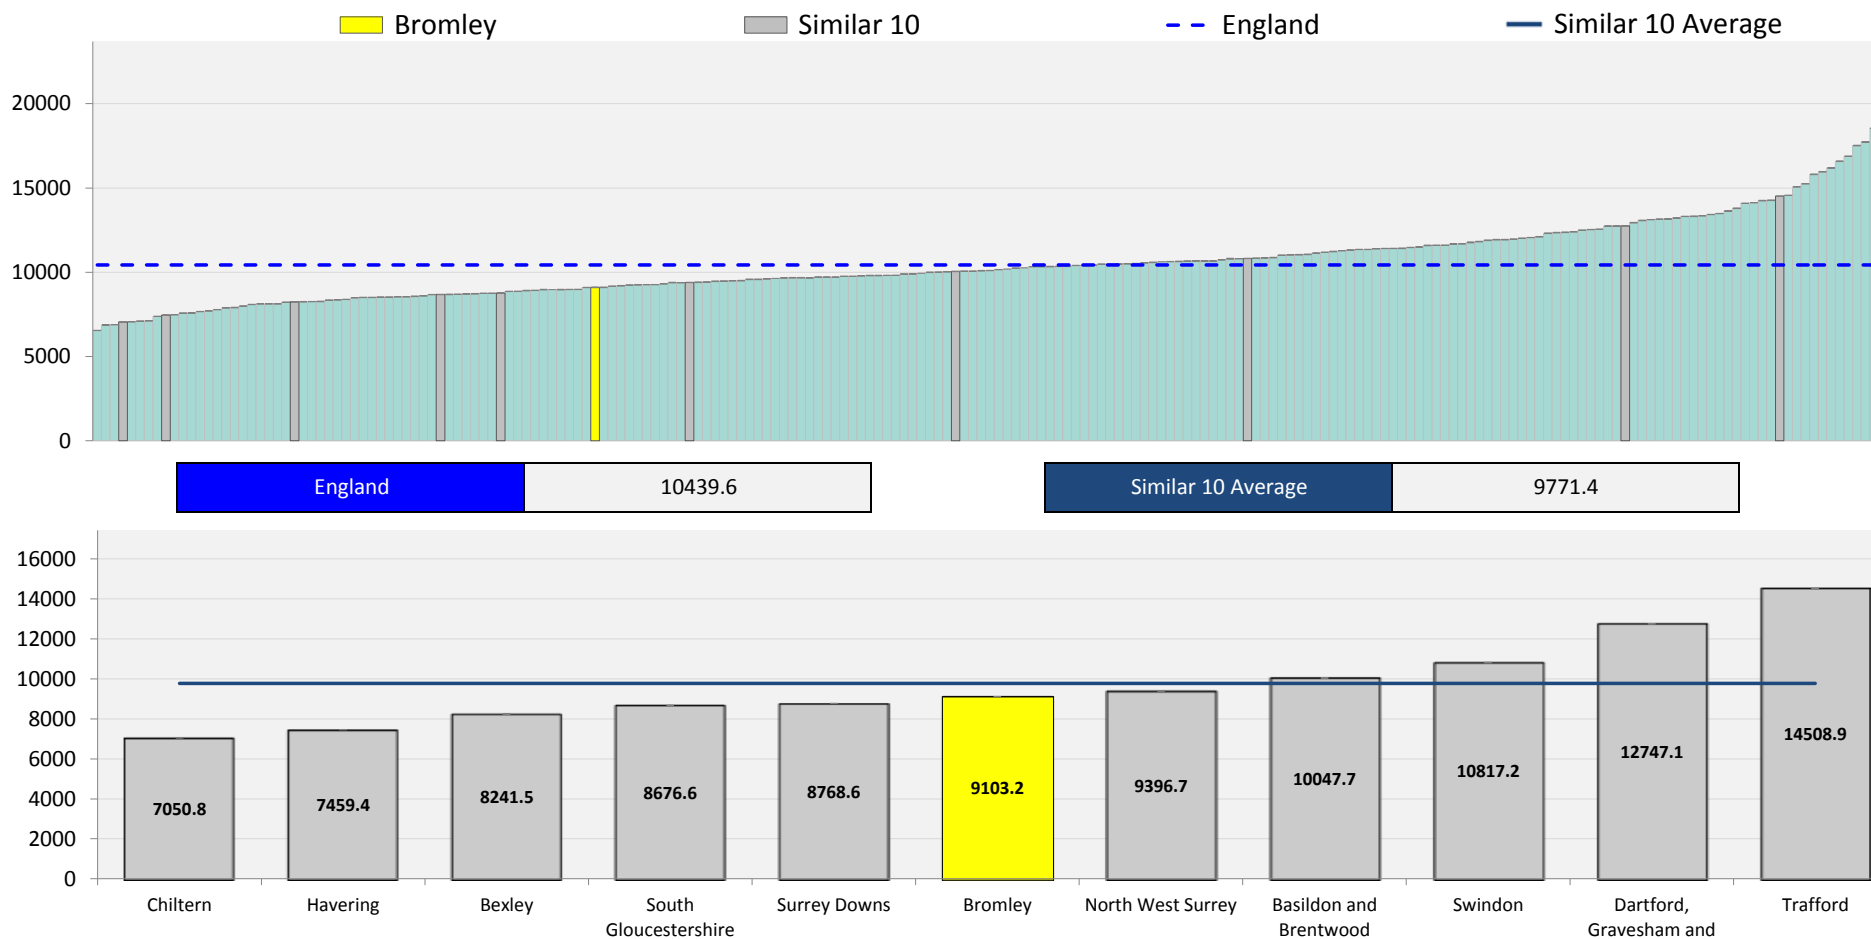 Bromley Similar 10 England Similar 10 Average
20000
15000
10000
5000
0
England 10439.6 Similar 10 Average 9771.4
16000
14000
12000
10000
8000
6000
4000
2000
0
7050.8 7459.4 8241.5 8676.6 8768.6 9103.2 9396.7 10047.7 10817.2 12747.1 14508.9
Chiltern Havering Bexley South Surrey Downs Bromley North West Surrey Basildon and Swindon Dartford, Trafford
Gloucestershire Brentwood Gravesham and